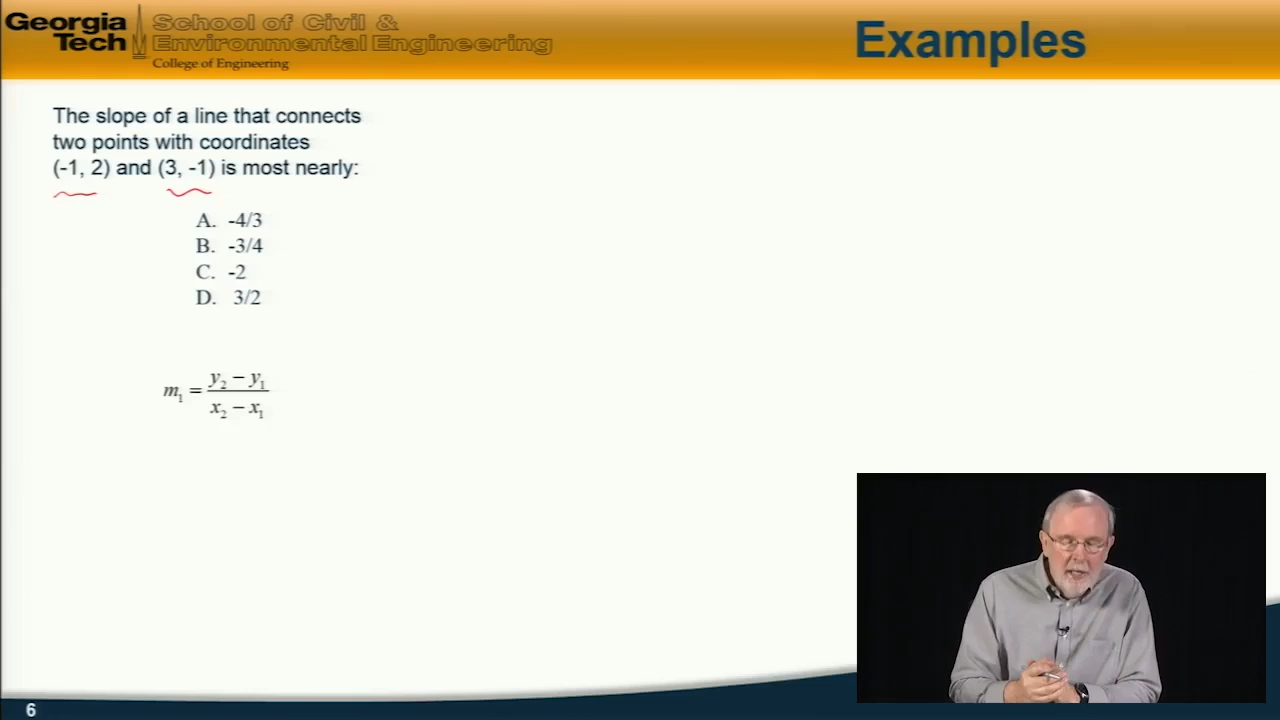 Georgia Tech
School of Civil &
Environmental Engineering
College of Engineering
Examples
The slope of a line that connects
two points with coordinates
(-1, 2) and (3, -1) is most nearly:
A. -4/3
B. -3/4
C. -2
D. 3/2
m₁ = y₂ − y₁
x₂ − x₁
6